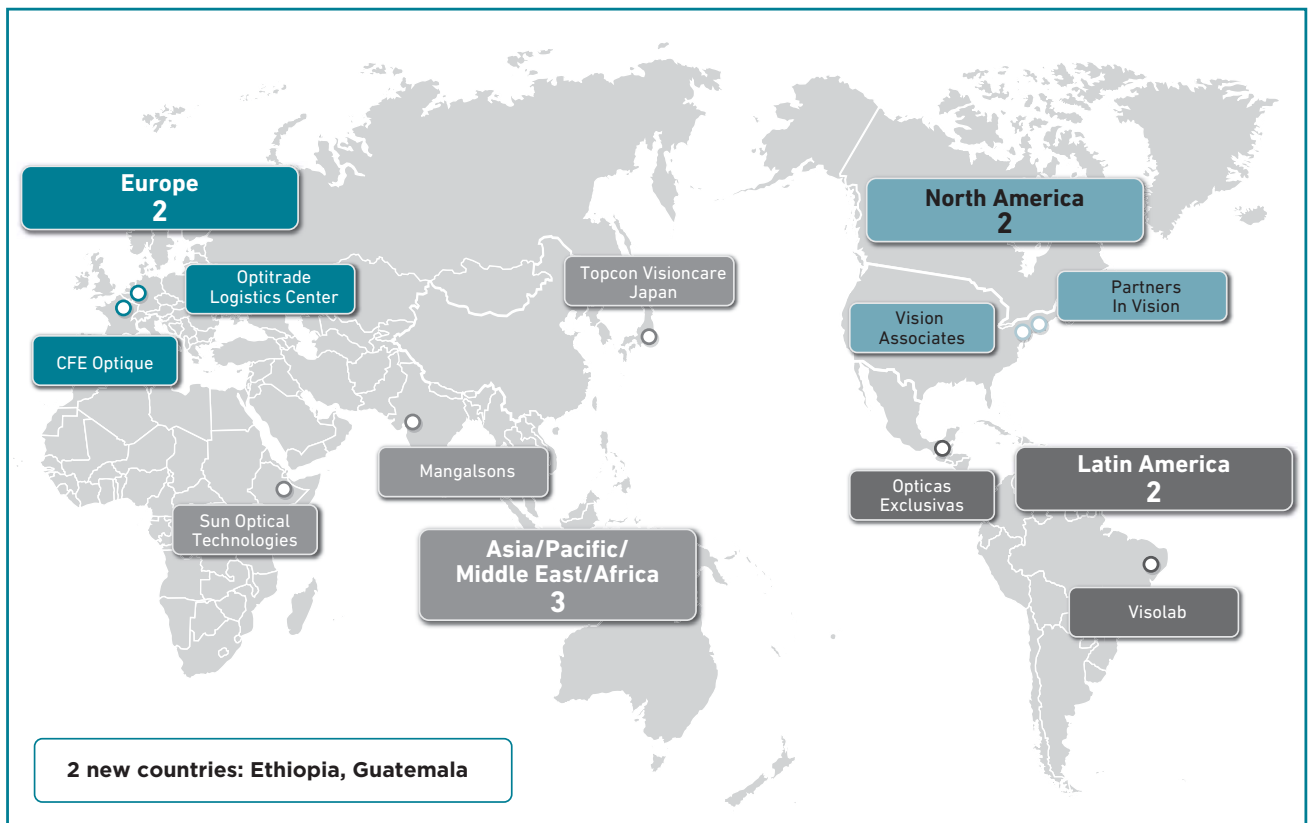 Europe
2
North America
2
Optitrade
Logistics Center
Topcon Visioncare
Japan
Partners
In Vision
Vision
Associates
CFE Optique
Mangalsons
Latin America
2
Opticas
Exclusivas
Sun Optical
Technologies
Asia/Pacific/
Middle East/Africa
3
Visolab
2 new countries: Ethiopia, Guatemala